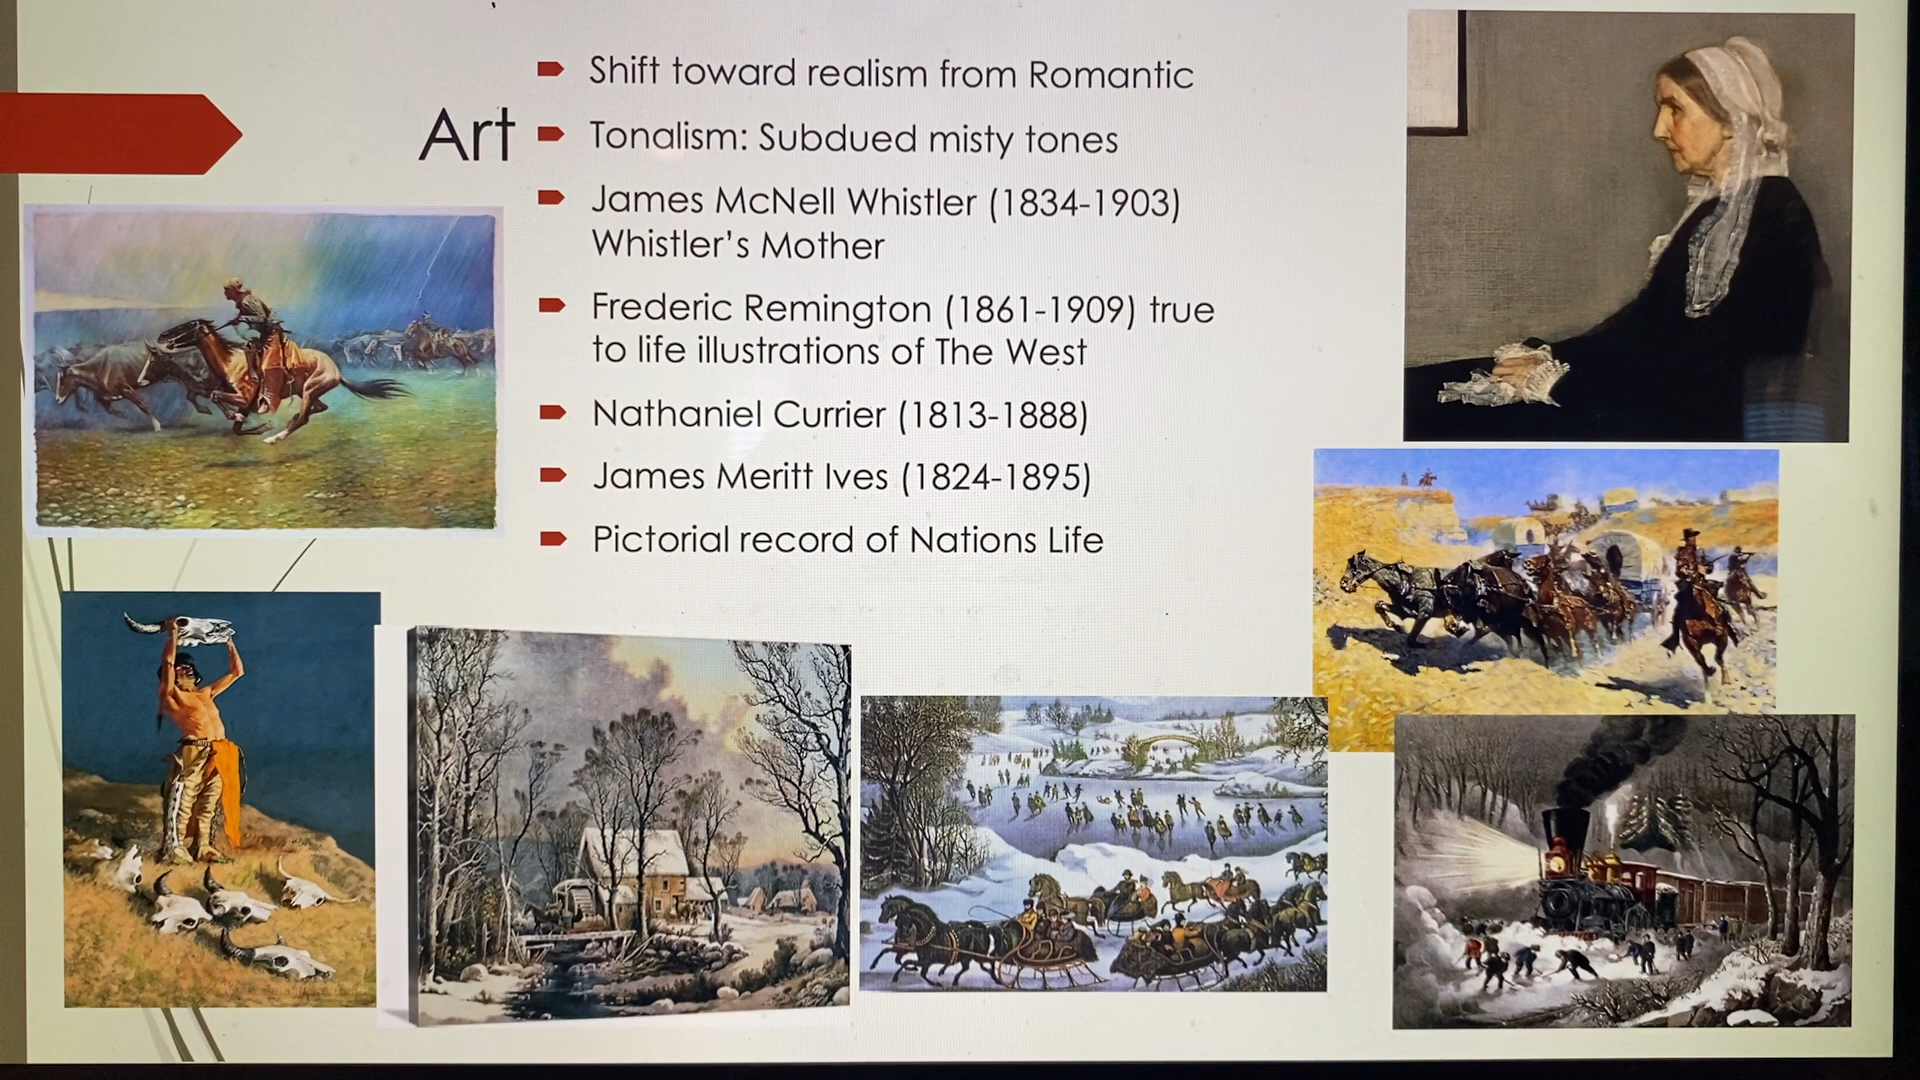 Art
Shift toward realism from Romantic
Tonalism: Subdued misty tones
James McNell Whistler (1834-1903)
Whistler's Mother
Frederic Remington (1861-1909) true
to life illustrations of The West
Nathaniel Currier (1813-1888)
James Meritt Ives (1824-1895)
Pictorial record of Nations Life